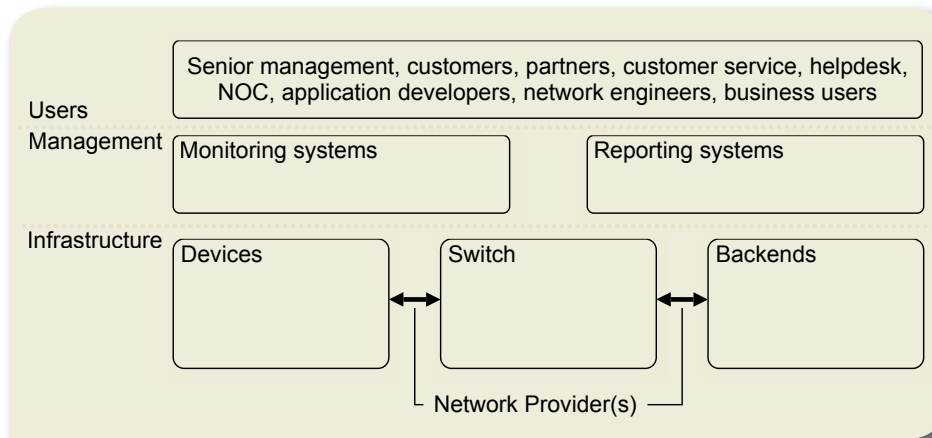 Senior management, customers, partners, customer service, helpdesk,
NOC, application developers, network engineers, business users
Users
Management
Monitoring systems
Reporting systems
Infrastructure
Devices
Switch
Backends
Network Provider(s)